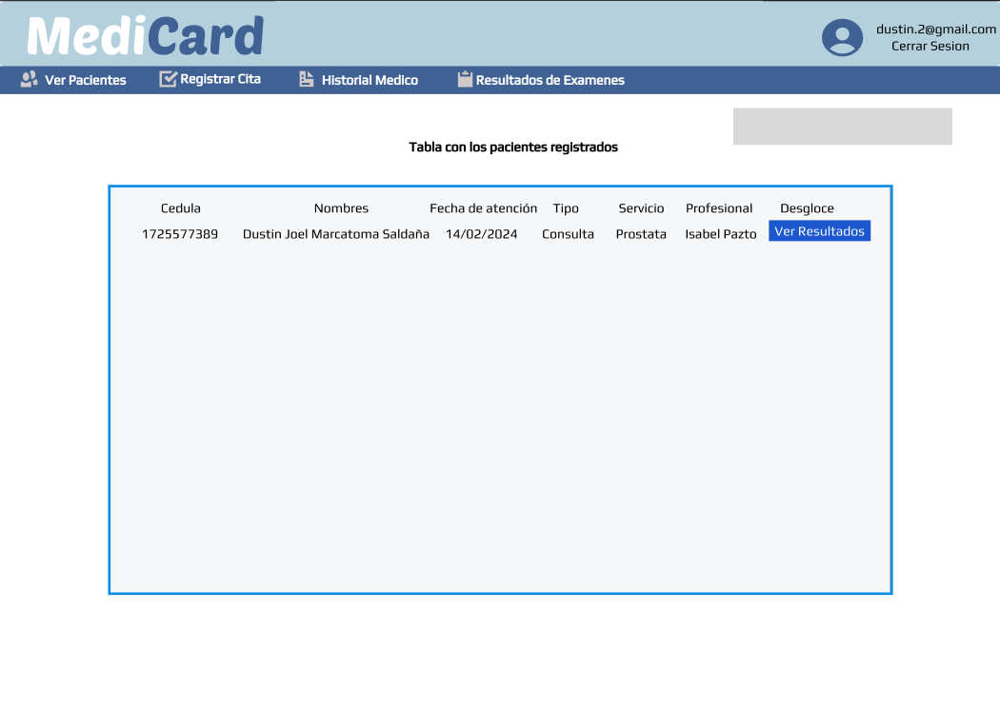 MediCard
dustin.2@gmail.com
Cerrar Sesion
Ver Pacientes Registrar Cita Historial Medico Resultados de Examenes
Tabla con los pacientes registrados
Cedula Nombres Fecha de atención Tipo Servicio Profesional Desgloce
1725577389 Dustin Joel Marcatoma Saldaña 14/02/2024 Consulta Prostata Isabel Pazto Ver Resultados